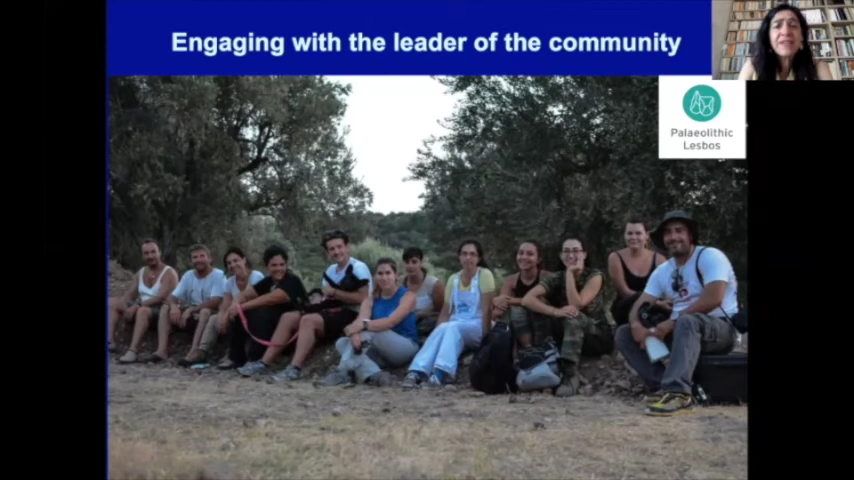 Engaging with the leader of the community
Palaeolithic
Lesbos